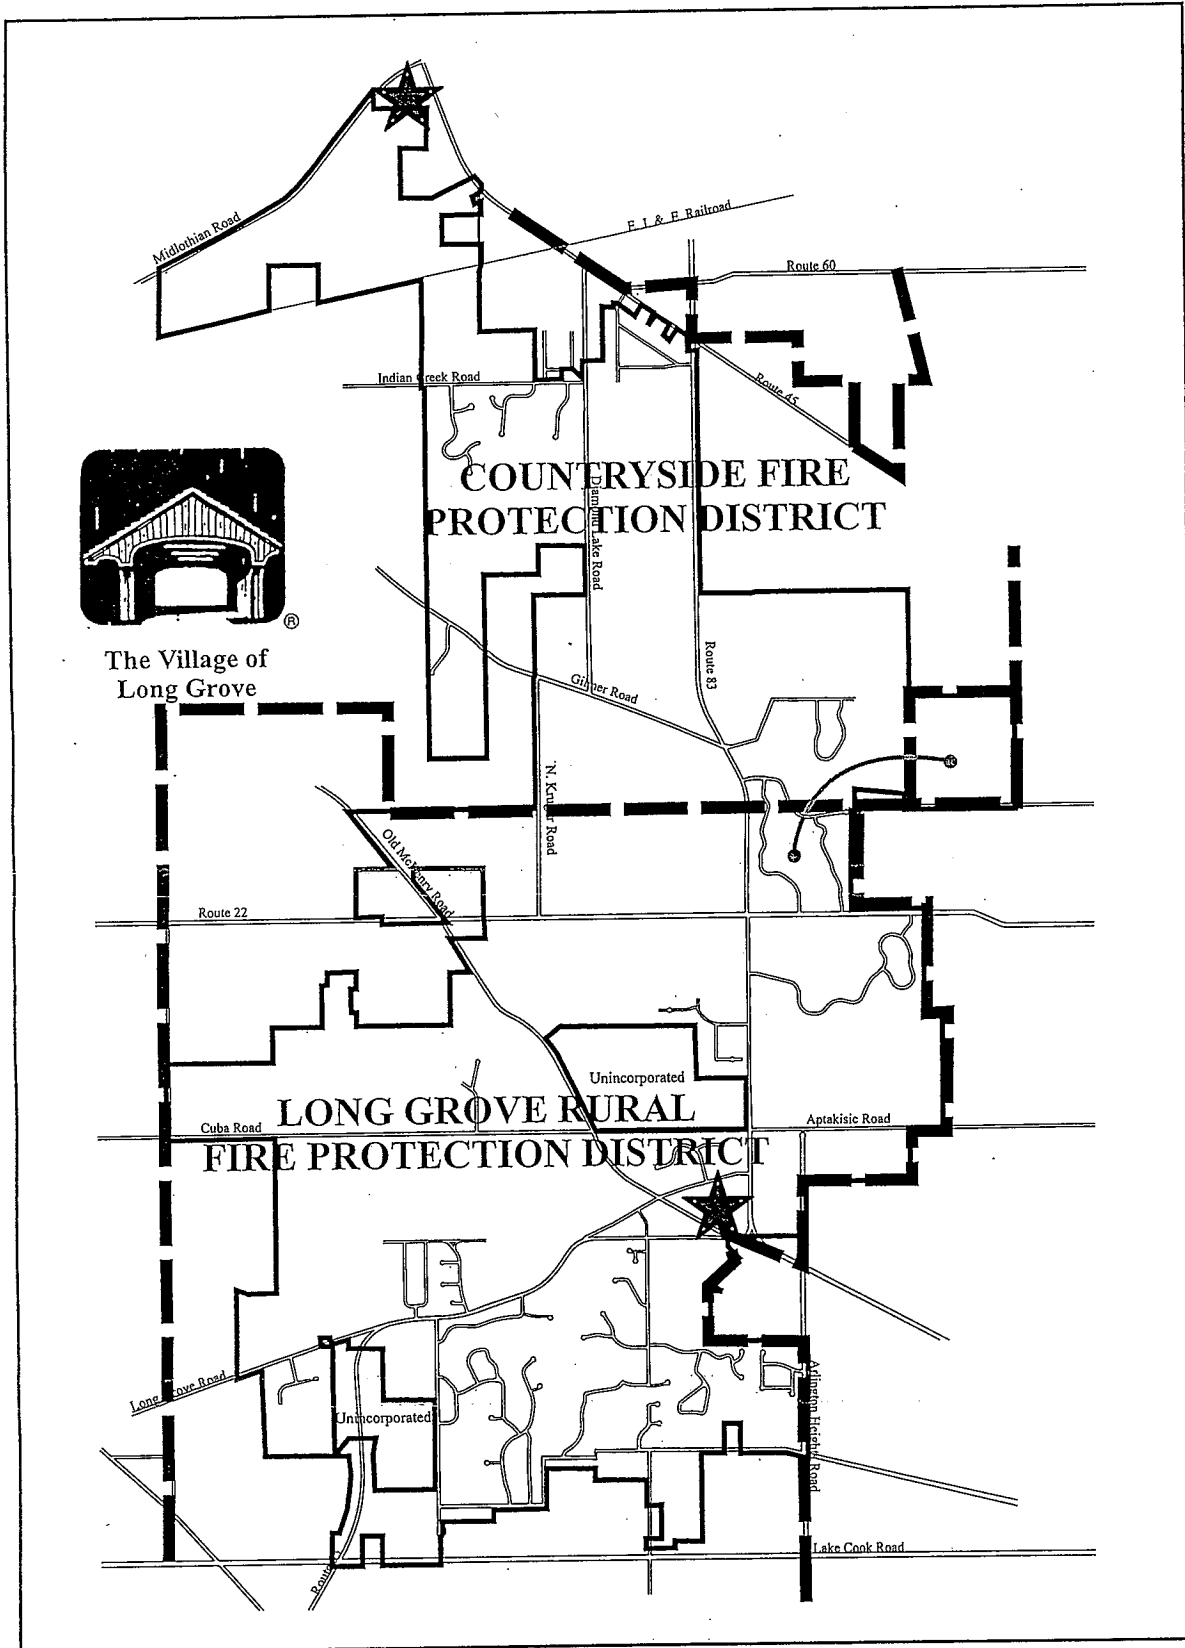 Midlothian Road
E. J. & E. Railroad
Route 60
Indian Creek Road
Route 45
COUNTRYSIDE FIRE
PROTECTION DISTRICT
Diamond Lake Road
®
The Village of
Long Grove
Route 83
Gilmer Road
N. Krueger Road
Old McHenry Road
Route 22
Unincorporated
LONG GROVE RURAL
FIRE PROTECTION DISTRICT
Cuba Road
Aptakisic Road
Long Grove Road
Unincorporated
Arlington Heights Road
Lake Cook Road
Route